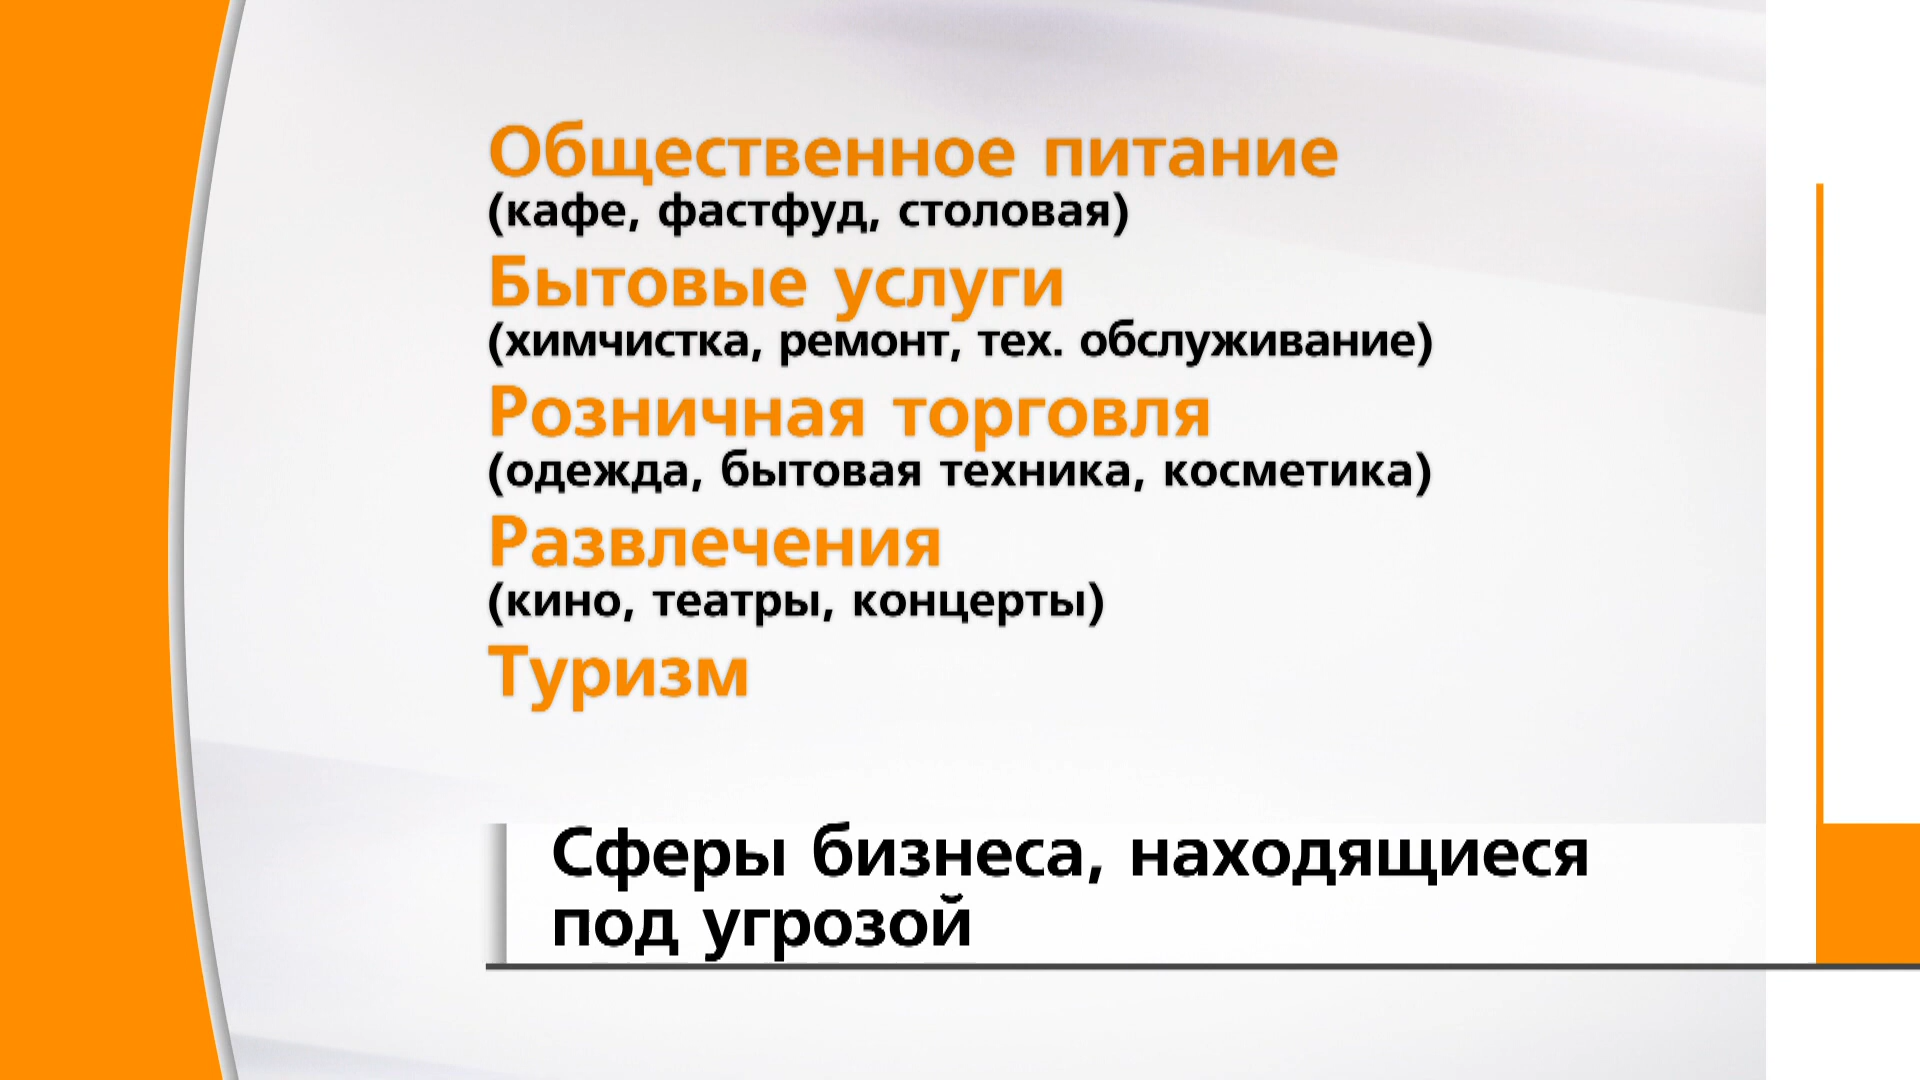 Общественное питание
(кафе, фастфуд, столовая)
Бытовые услуги
(химчистка, ремонт, тех. обслуживание)
Розничная торговля
(одежда, бытовая техника, косметика)
Развлечения
(кино, театры, концерты)
Туризм
Сферы бизнеса, находящиеся
под угрозой